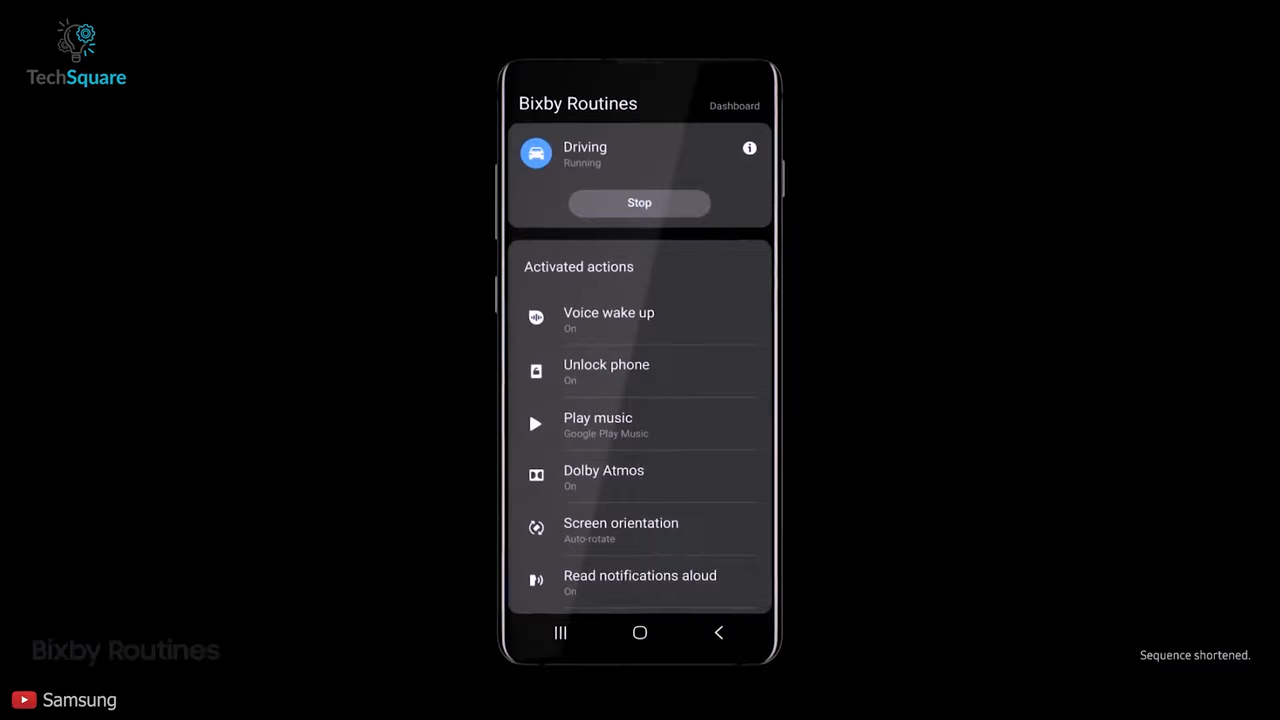 TechSquare
Bixby Routines
Dashboard
Driving
Running
Stop
Activated actions
Voice wake up
On
Unlock phone
On
Play music
Google Play Music
Dolby Atmos
On
Screen orientation
Auto-rotate
Read notifications aloud
On
Bixby Routines
Sequence shortened.
Samsung